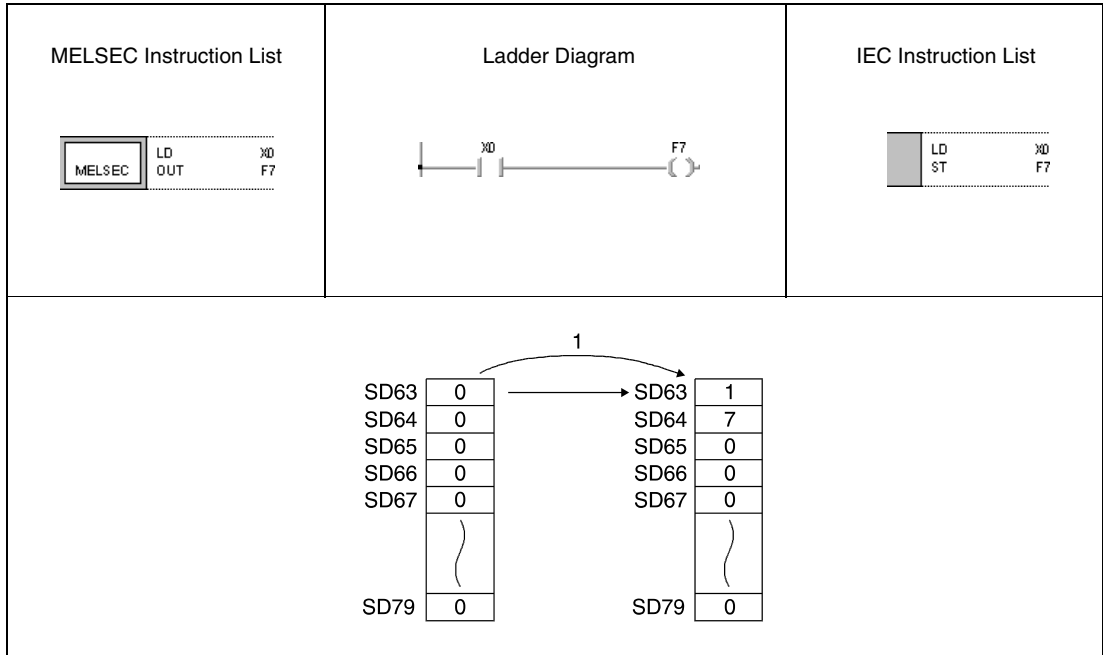 MELSEC Instruction List
Ladder Diagram
IEC Instruction List
MELSEC
LD X0
OUT F7
X0 F7
LD X0
ST F7
1
SD63 0 SD63 1
SD64 0 SD64 7
SD65 0 SD65 0
SD66 0 SD66 0
SD67 0 SD67 0
SD79 0 SD79 0